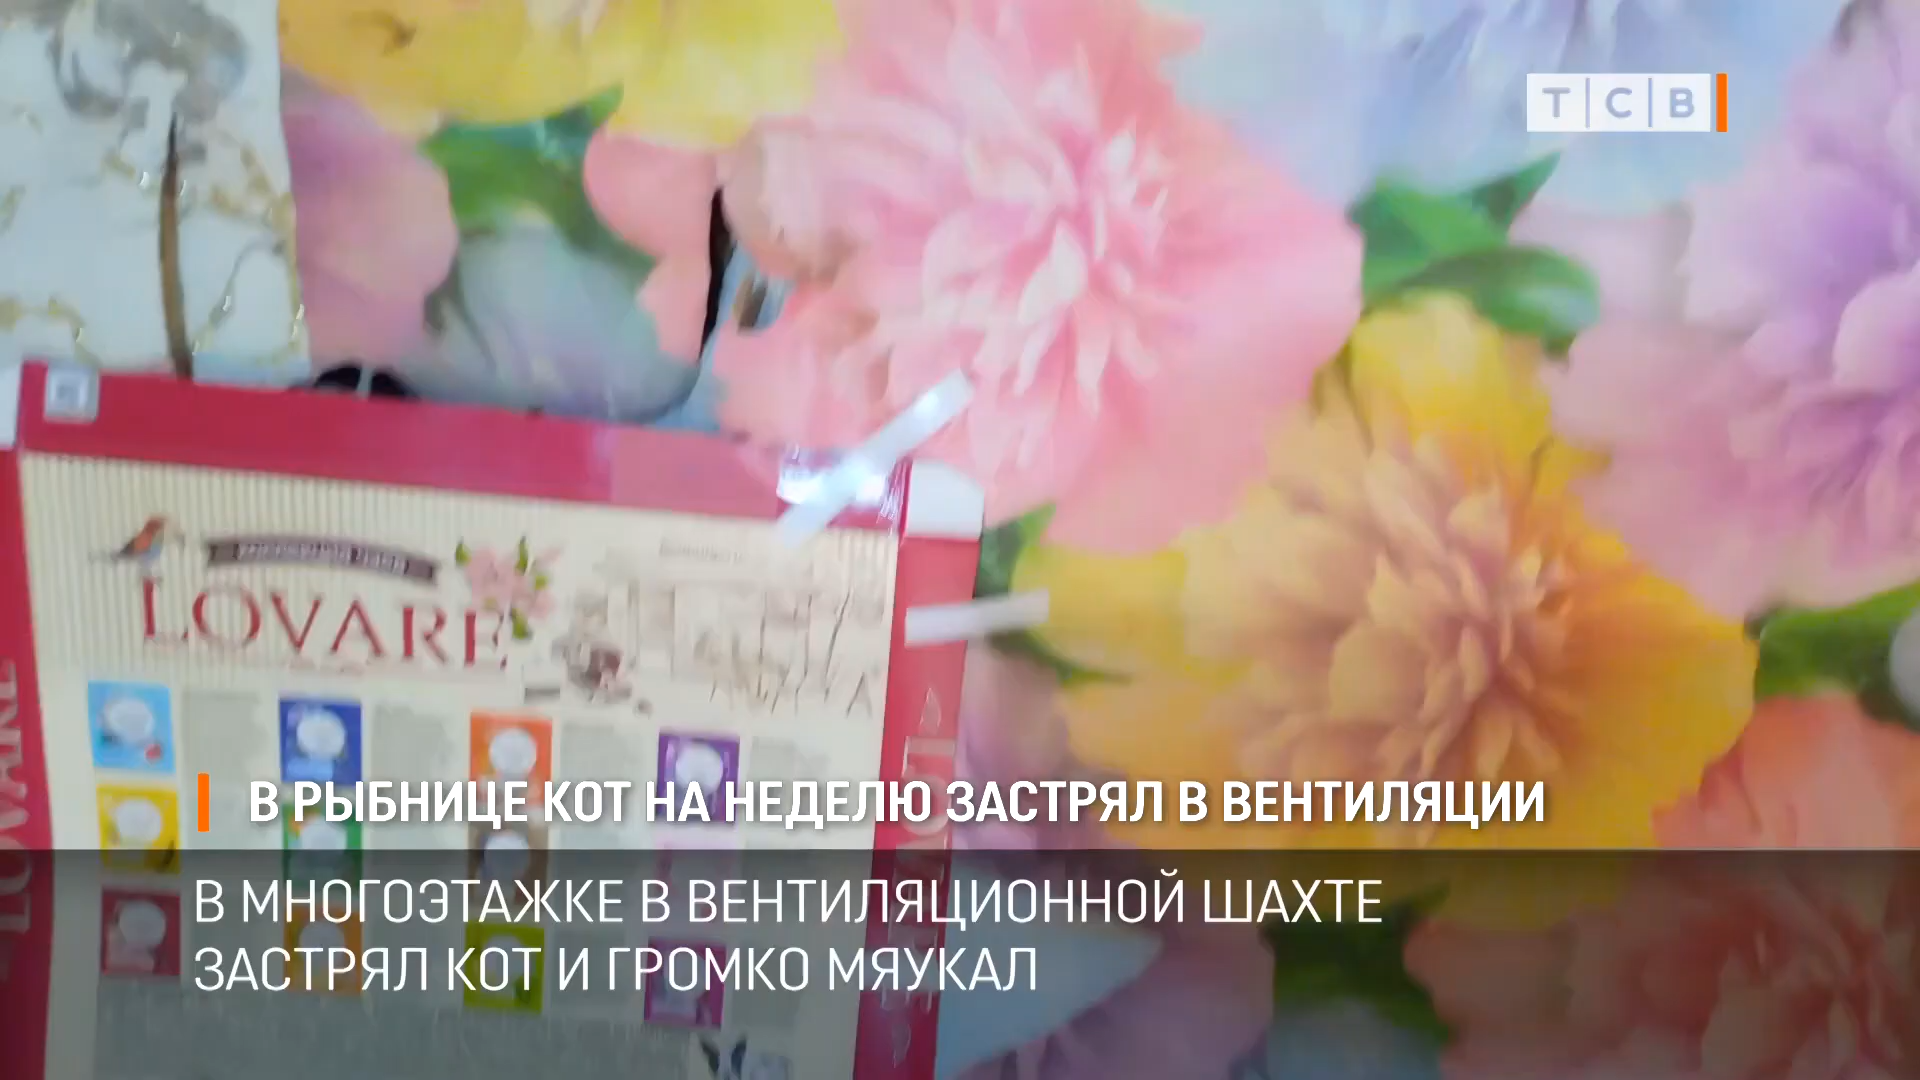 ТСВ
LOVARE
В РЫБНИЦЕ КОТ НА НЕДЕЛЮ ЗАСТРЯЛ В ВЕНТИЛЯЦИИ
В МНОГОЭТАЖКЕ В ВЕНТИЛЯЦИОННОЙ ШАХТЕ
ЗАСТРЯЛ КОТ И ГРОМКО МЯУКАЛ